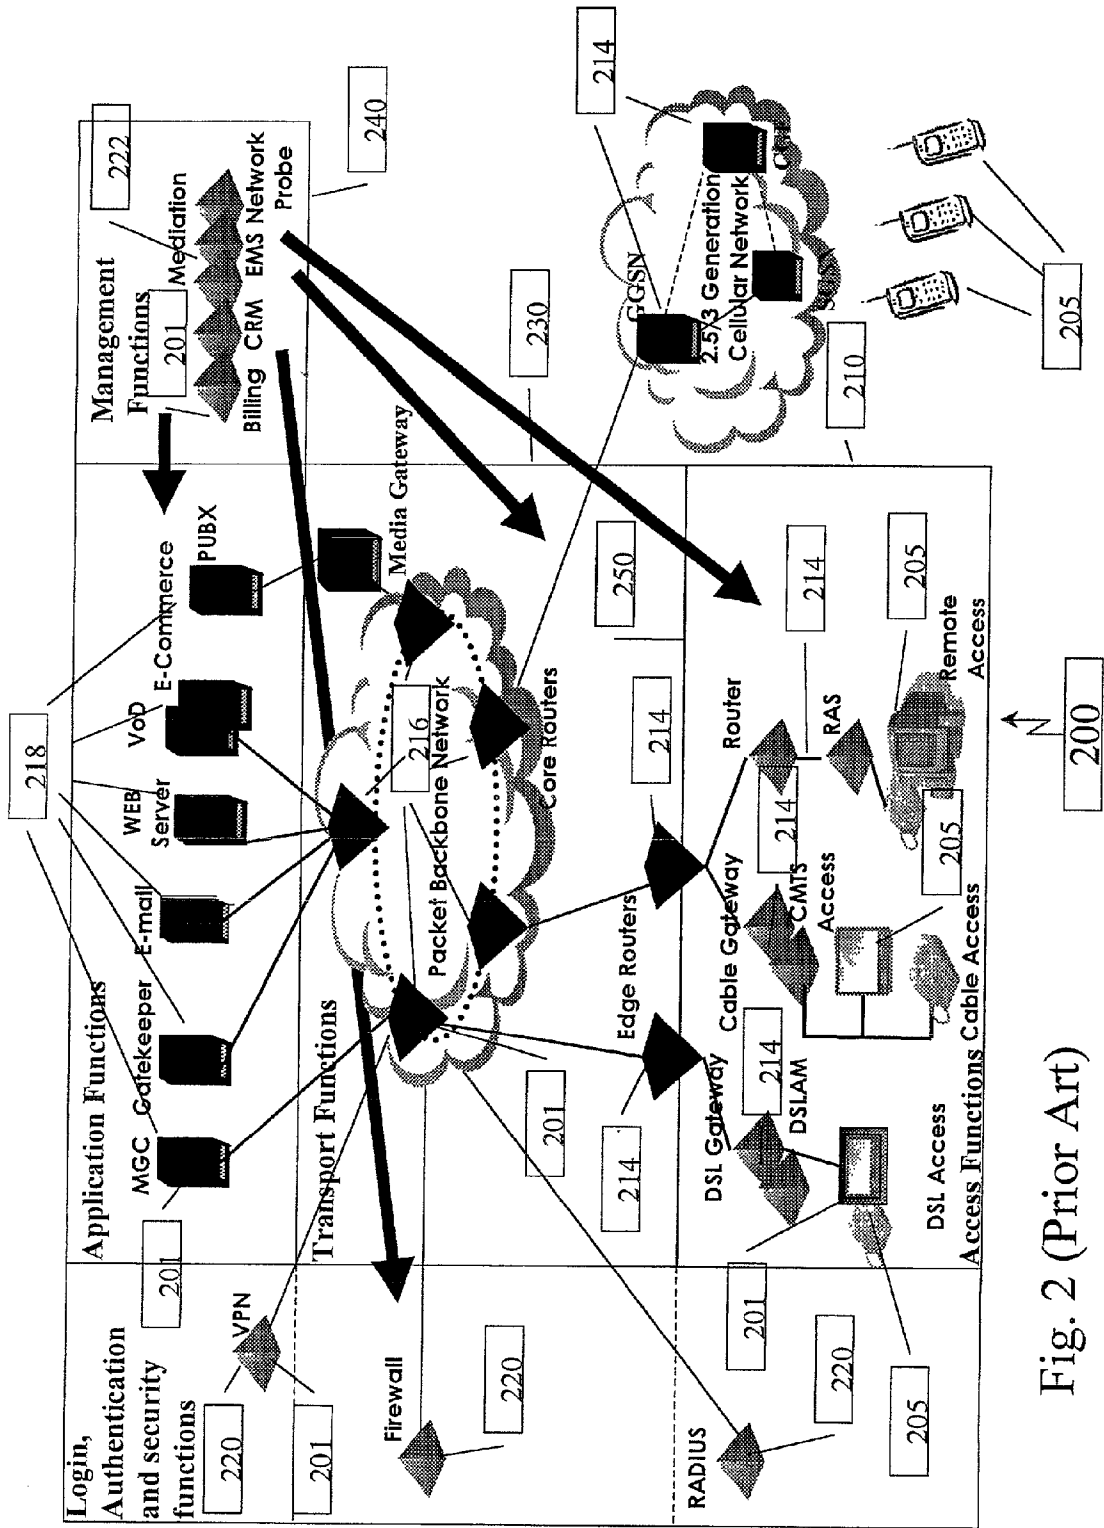 Login,
Authentication
and security
functions
220
VPN
201
Firewall
220
RADIUS
220
205
201
Application Functions
218
201
MGC
Gatekeeper
E-mail
WEB
Server
VoD
E-Commerce
PUBX
Management
Functions
222
201
Mediation
Billing CRM EMS Network
Probe
240
Transport Functions
Media Gateway
216
Packet Backbone Network
Core Routers
230
201
214
Edge Routers
214
250
GGSN
214
2.5/3 Generation
Cellular Network
210
205
DSL Gateway
214
DSLAM
Cable Gateway
214
CMTS
Access
Router
214
RAS
205
205
Remote
Access
DSL Access
Access Functions
Cable Access
200
Fig. 2 (Prior Art)